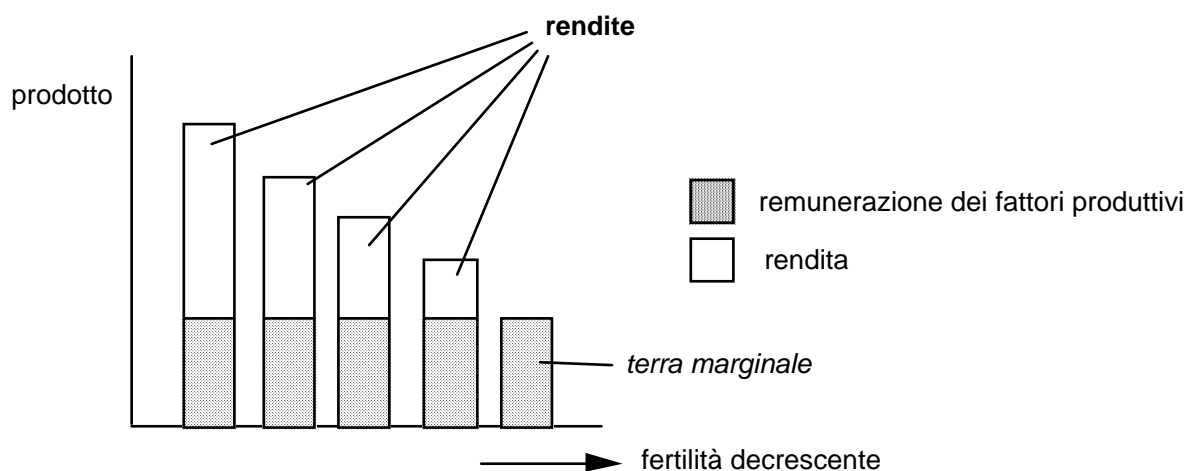 rendite
prodotto
remunerazione dei fattori produttivi
rendita
terra marginale
fertilità decrescente